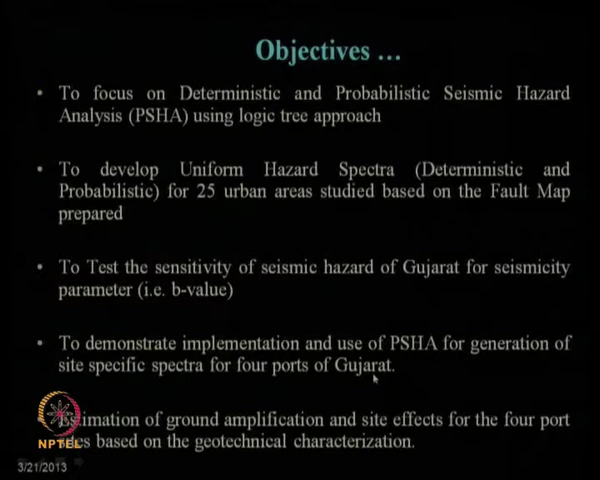 Objectives ...
• To focus on Deterministic and Probabilistic Seismic Hazard
Analysis (PSHA) using logic tree approach
• To develop Uniform Hazard Spectra (Deterministic and
Probabilistic) for 25 urban areas studied based on the Fault Map
prepared
• To Test the sensitivity of seismic hazard of Gujarat for seismicity
parameter (i.e. b-value)
• To demonstrate implementation and use of PSHA for generation of
site specific spectra for four ports of Gujarat.
of ground amplification and site effects for the four port
based on the geotechnical characterization.
NPTEL
3/21/2013